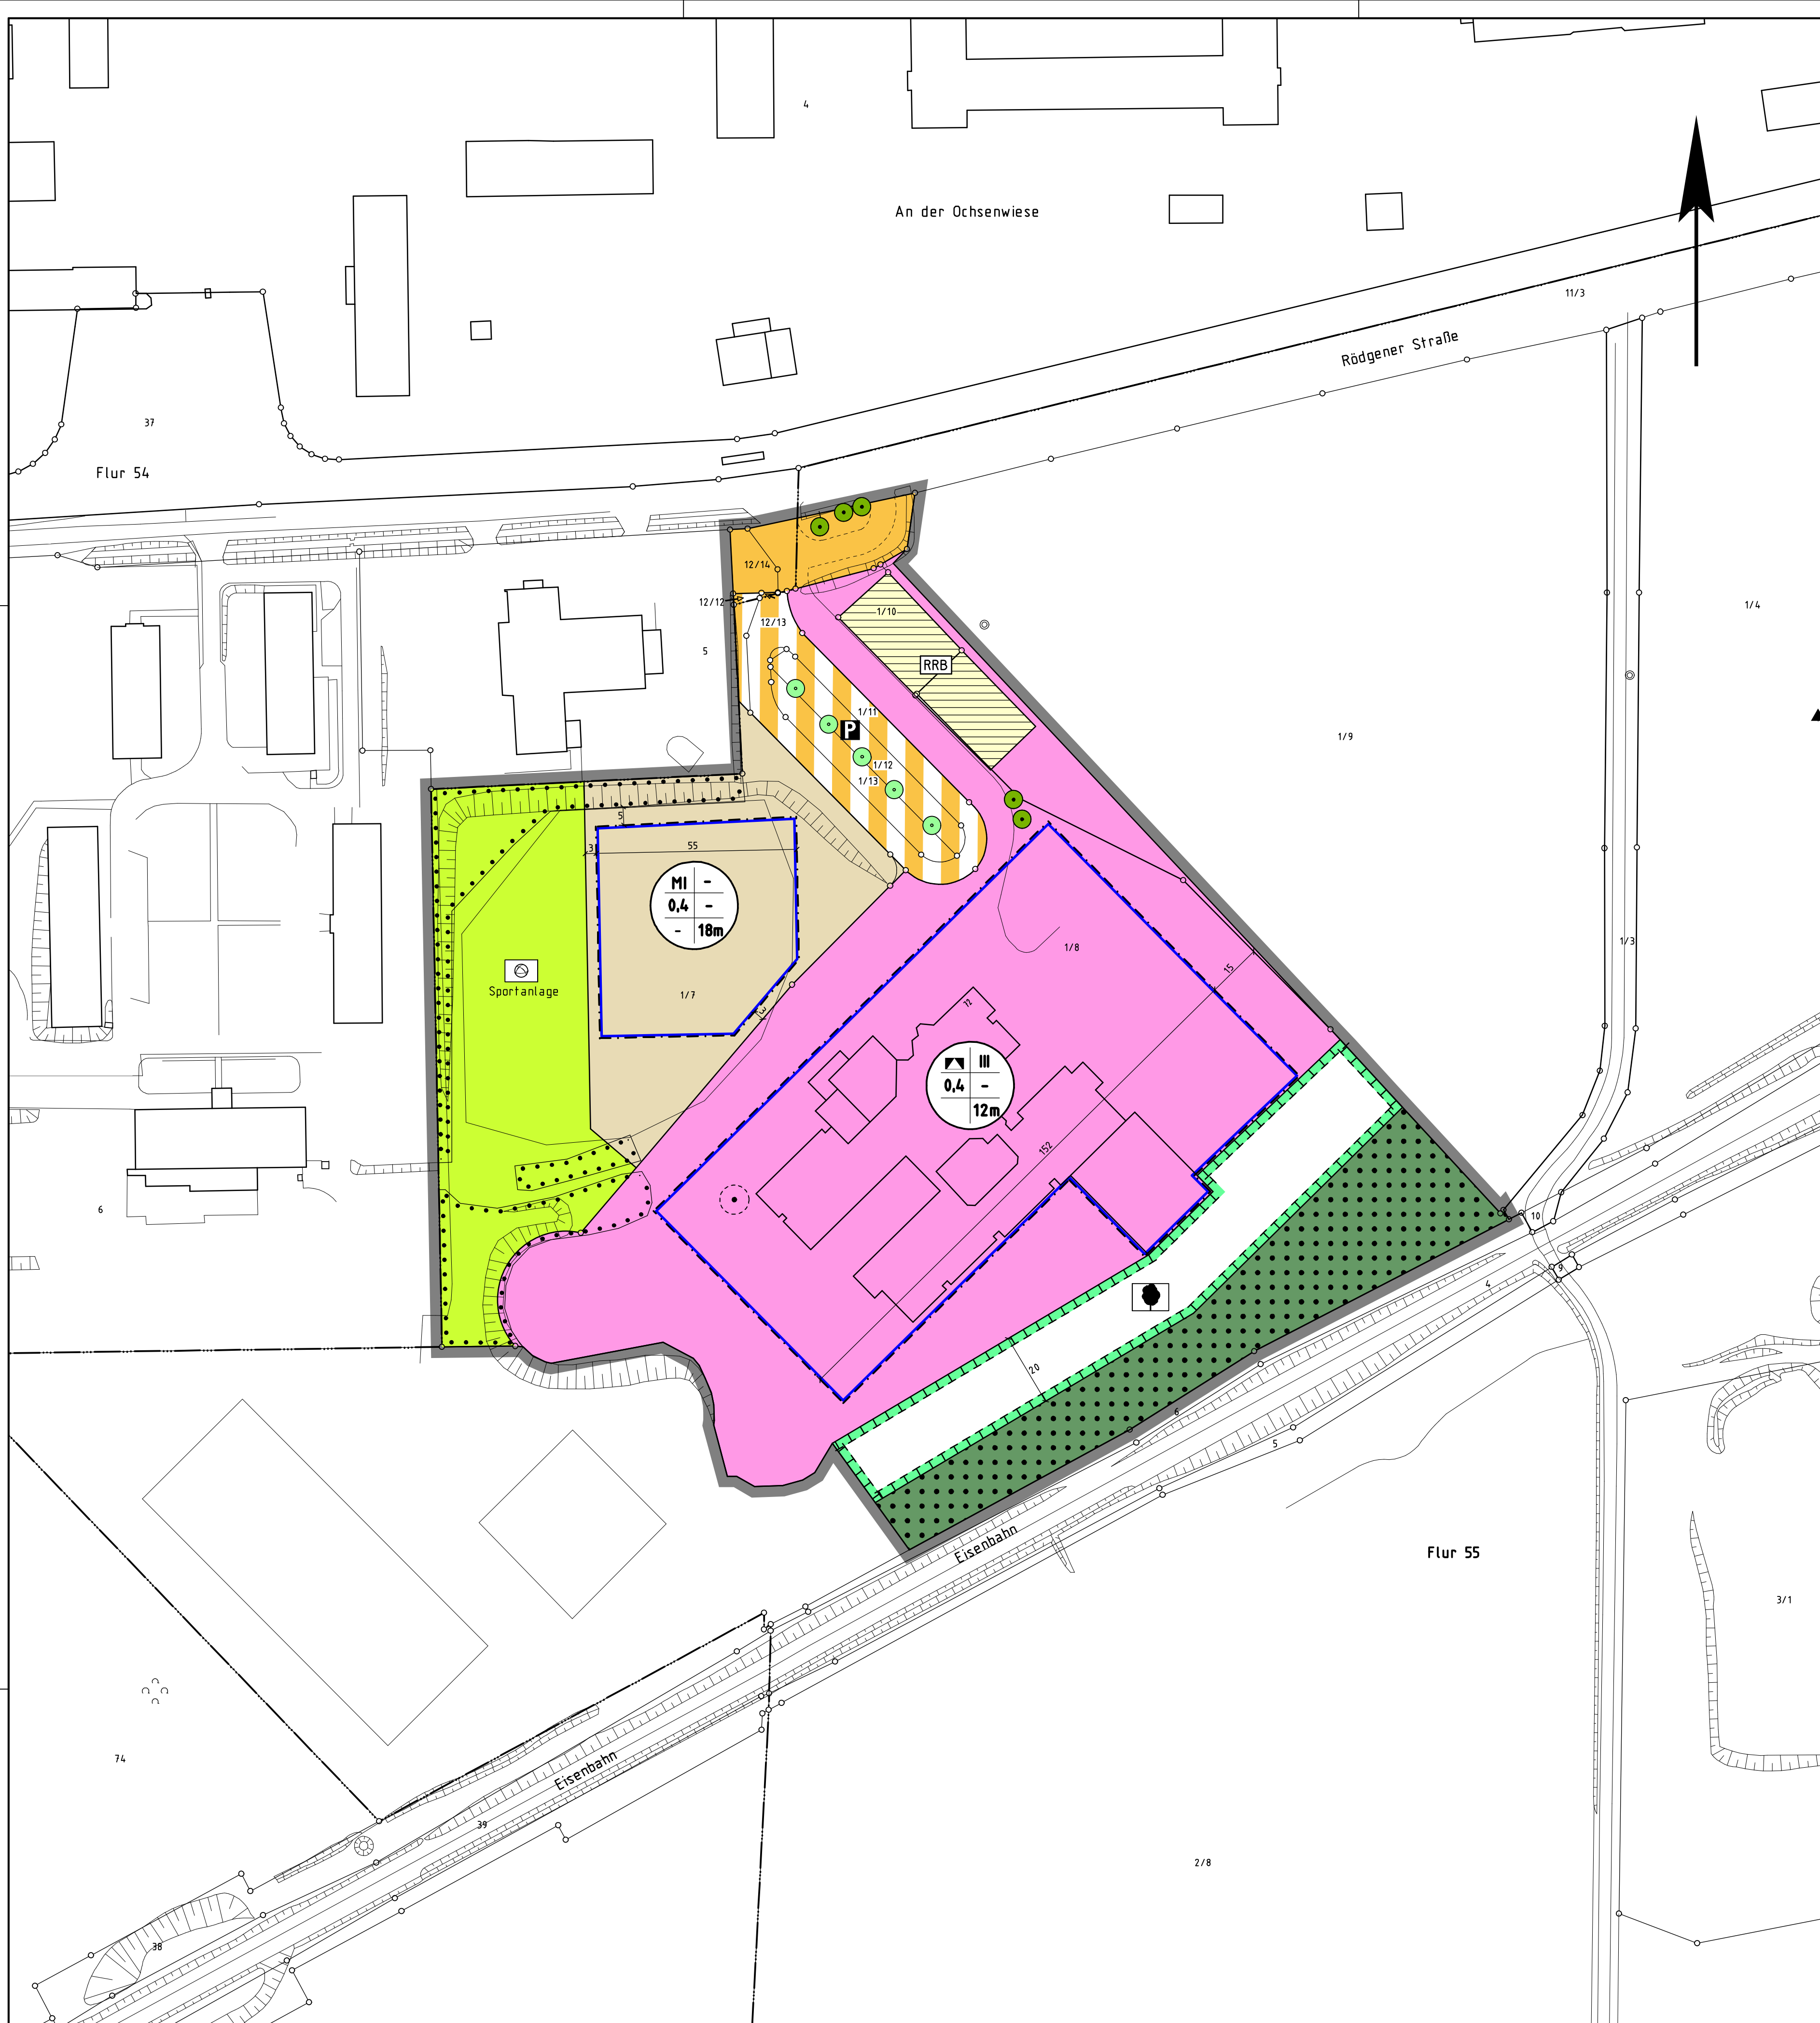 4
An der Ochsenwiese
11/3
Rödgener Straße
37
Flur 54
12/14
12/12
12/13
1/10
1/4
5
RRB
1/11
P
1/9
1/12
1/13
5
3
55
MI -
0,4 -
- 18m
1/3
1/8
15
Sportanlage
1/7
3
72
III
0,4 -
12m
152
6
10
9
4
20
6
5
Eisenbahn
Flur 55
3/1
74
Eisenbahn
39
2/8
38